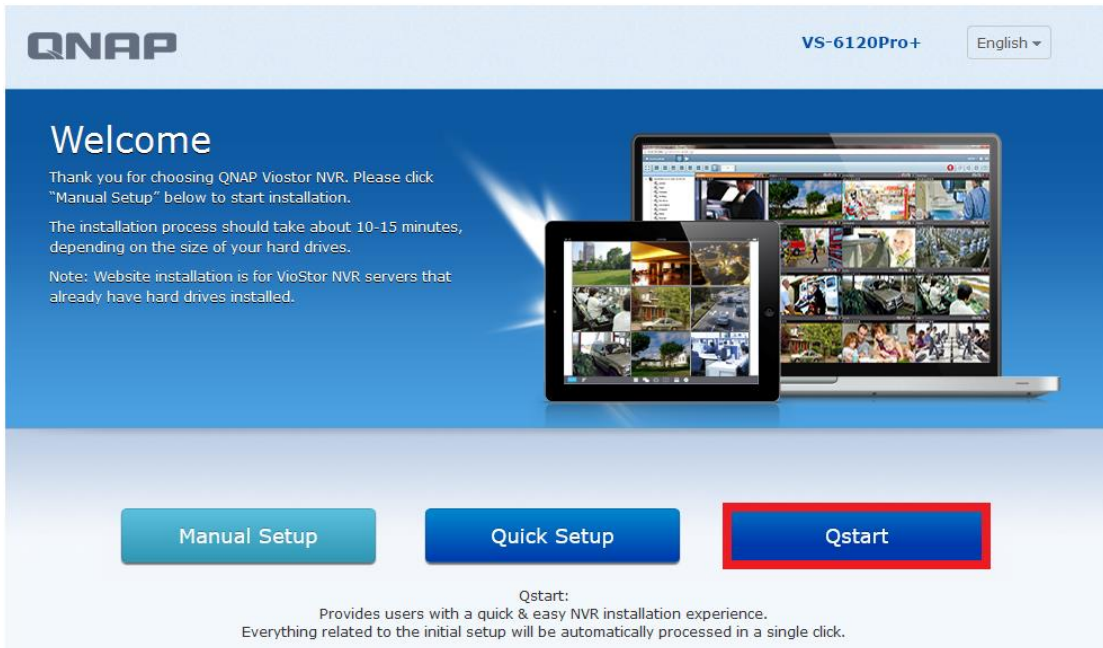 QNAP
VS-6120Pro+
English
Welcome
Thank you for choosing QNAP Viostor NVR. Please click
“Manual Setup” below to start installation.
The installation process should take about 10-15 minutes,
depending on the size of your hard drives.
Note: Website installation is for VioStor NVR servers that
already have hard drives installed.
Manual Setup
Quick Setup
Qstart
Qstart:
Provides users with a quick & easy NVR installation experience.
Everything related to the initial setup will be automatically processed in a single click.